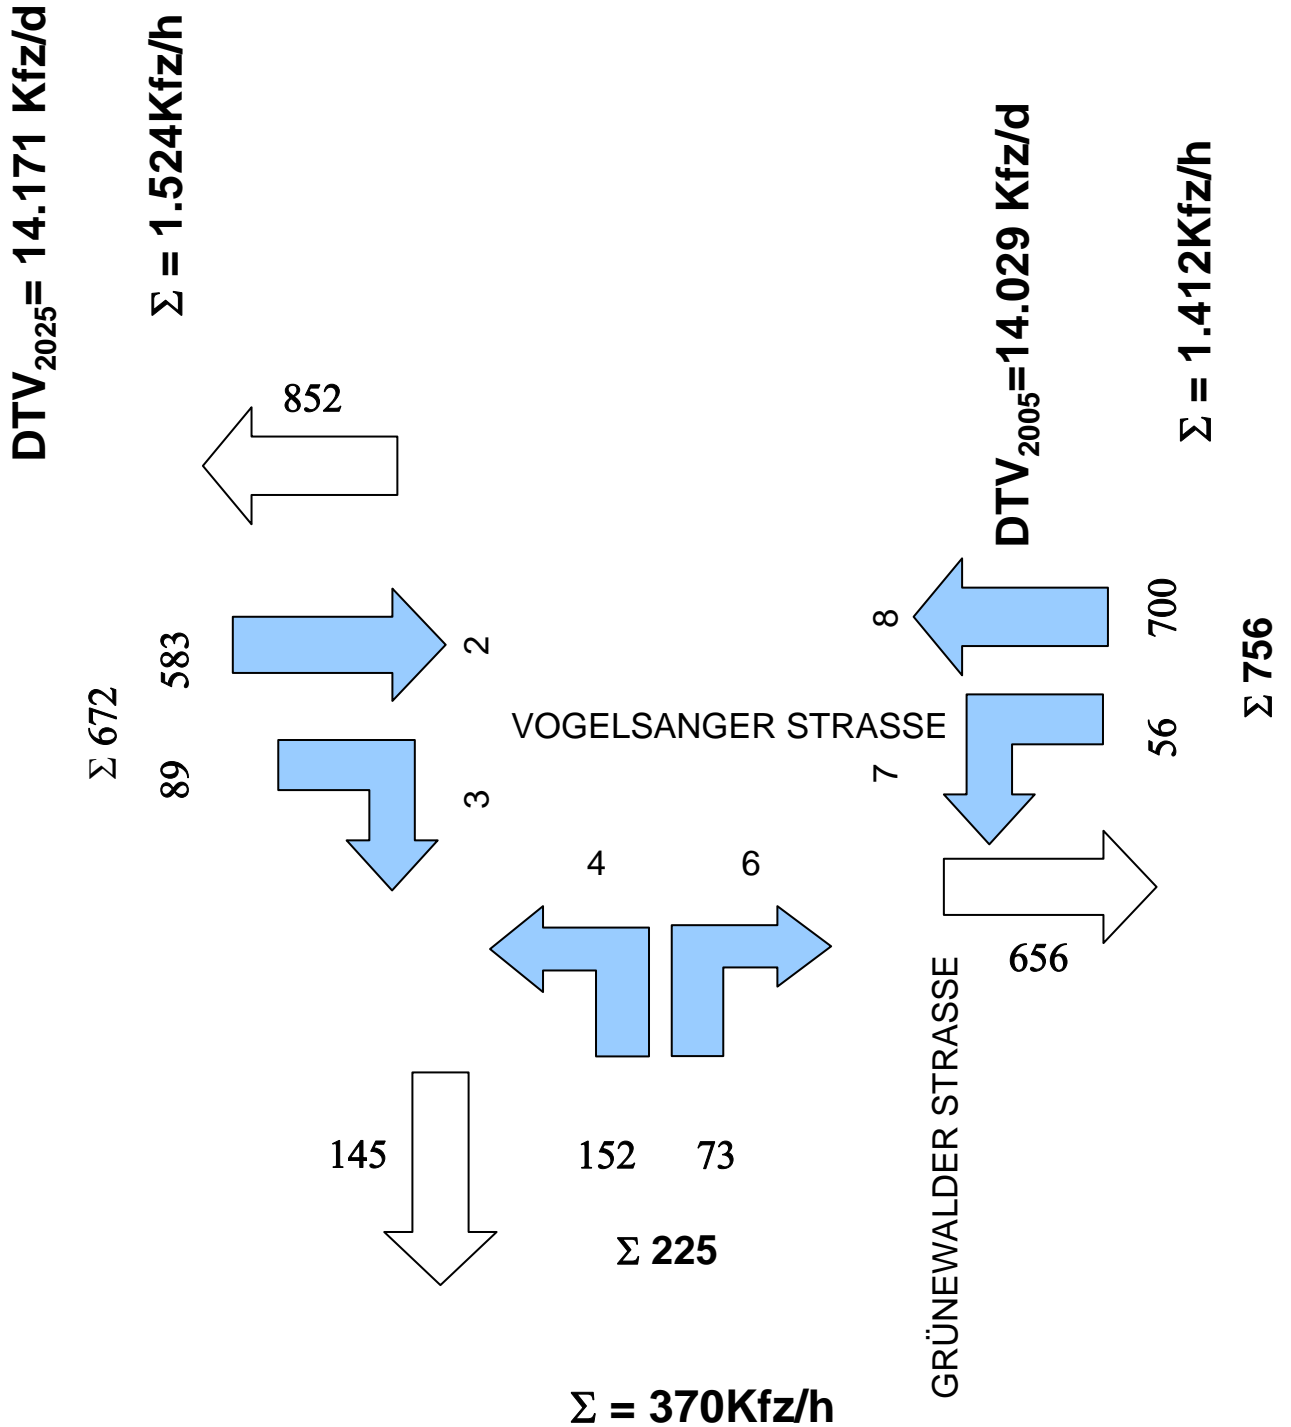 DTV2025= 14.171 Kfz/d
Σ = 1.524Kfz/h
DTV2005=14.029 Kfz/d
Σ = 1.412Kfz/h
852
583
2
8
700
Σ 672
Σ 756
VOGELSANGER STRASSE
89
3
7
56
4
6
656
145
152
73
GRÜNEWALDER STRASSE
Σ 225
Σ = 370Kfz/h